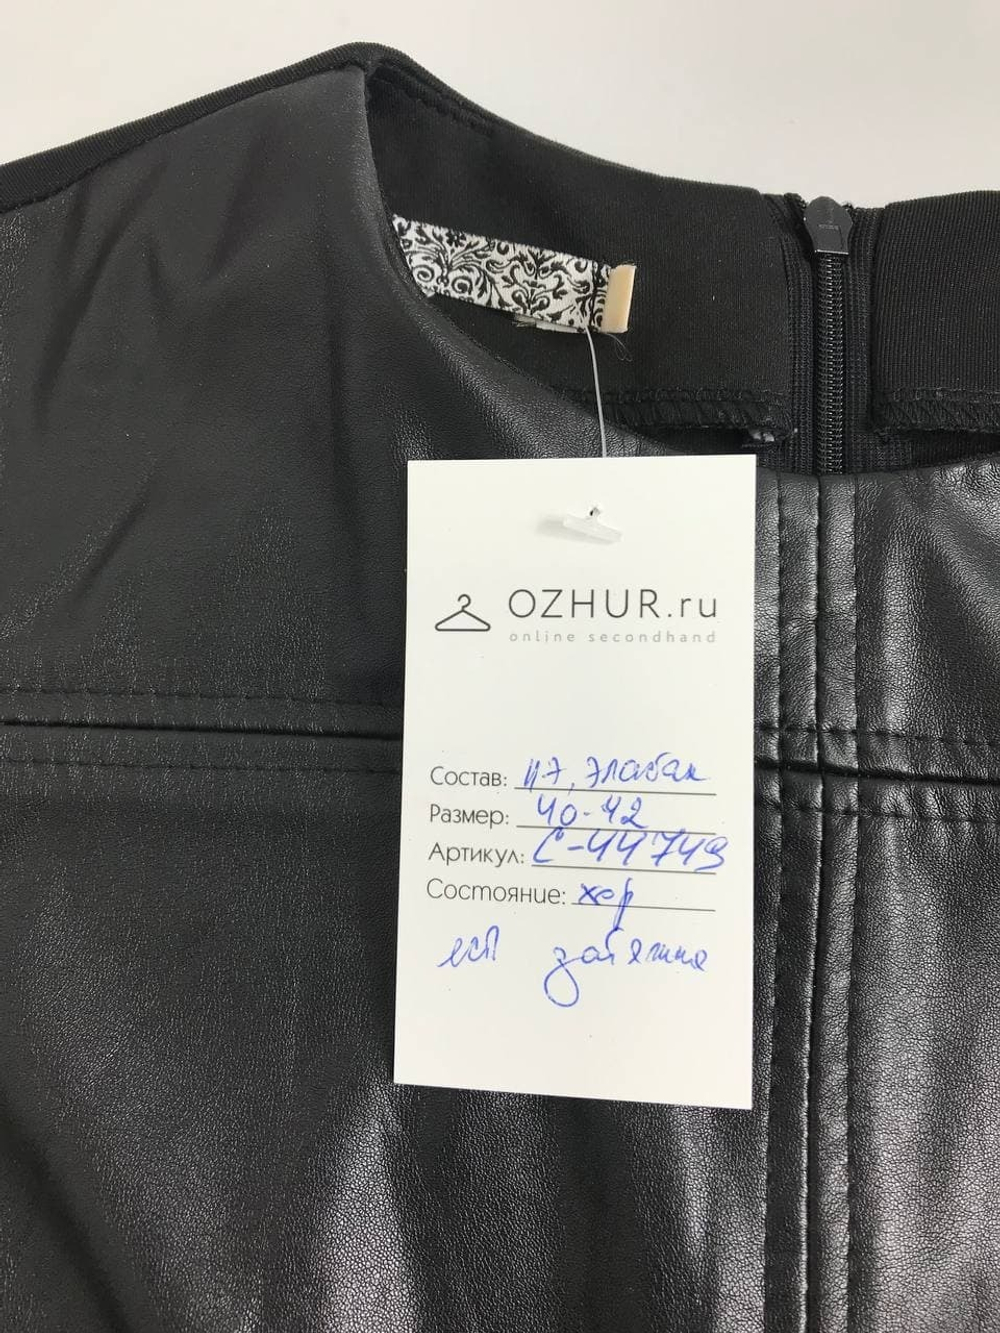 OZHUR.ru
online secondhand
Состав: п/э, эластан
Размер: 40-42
Артикул: С-44749
Состояние: хор
есть затяжки